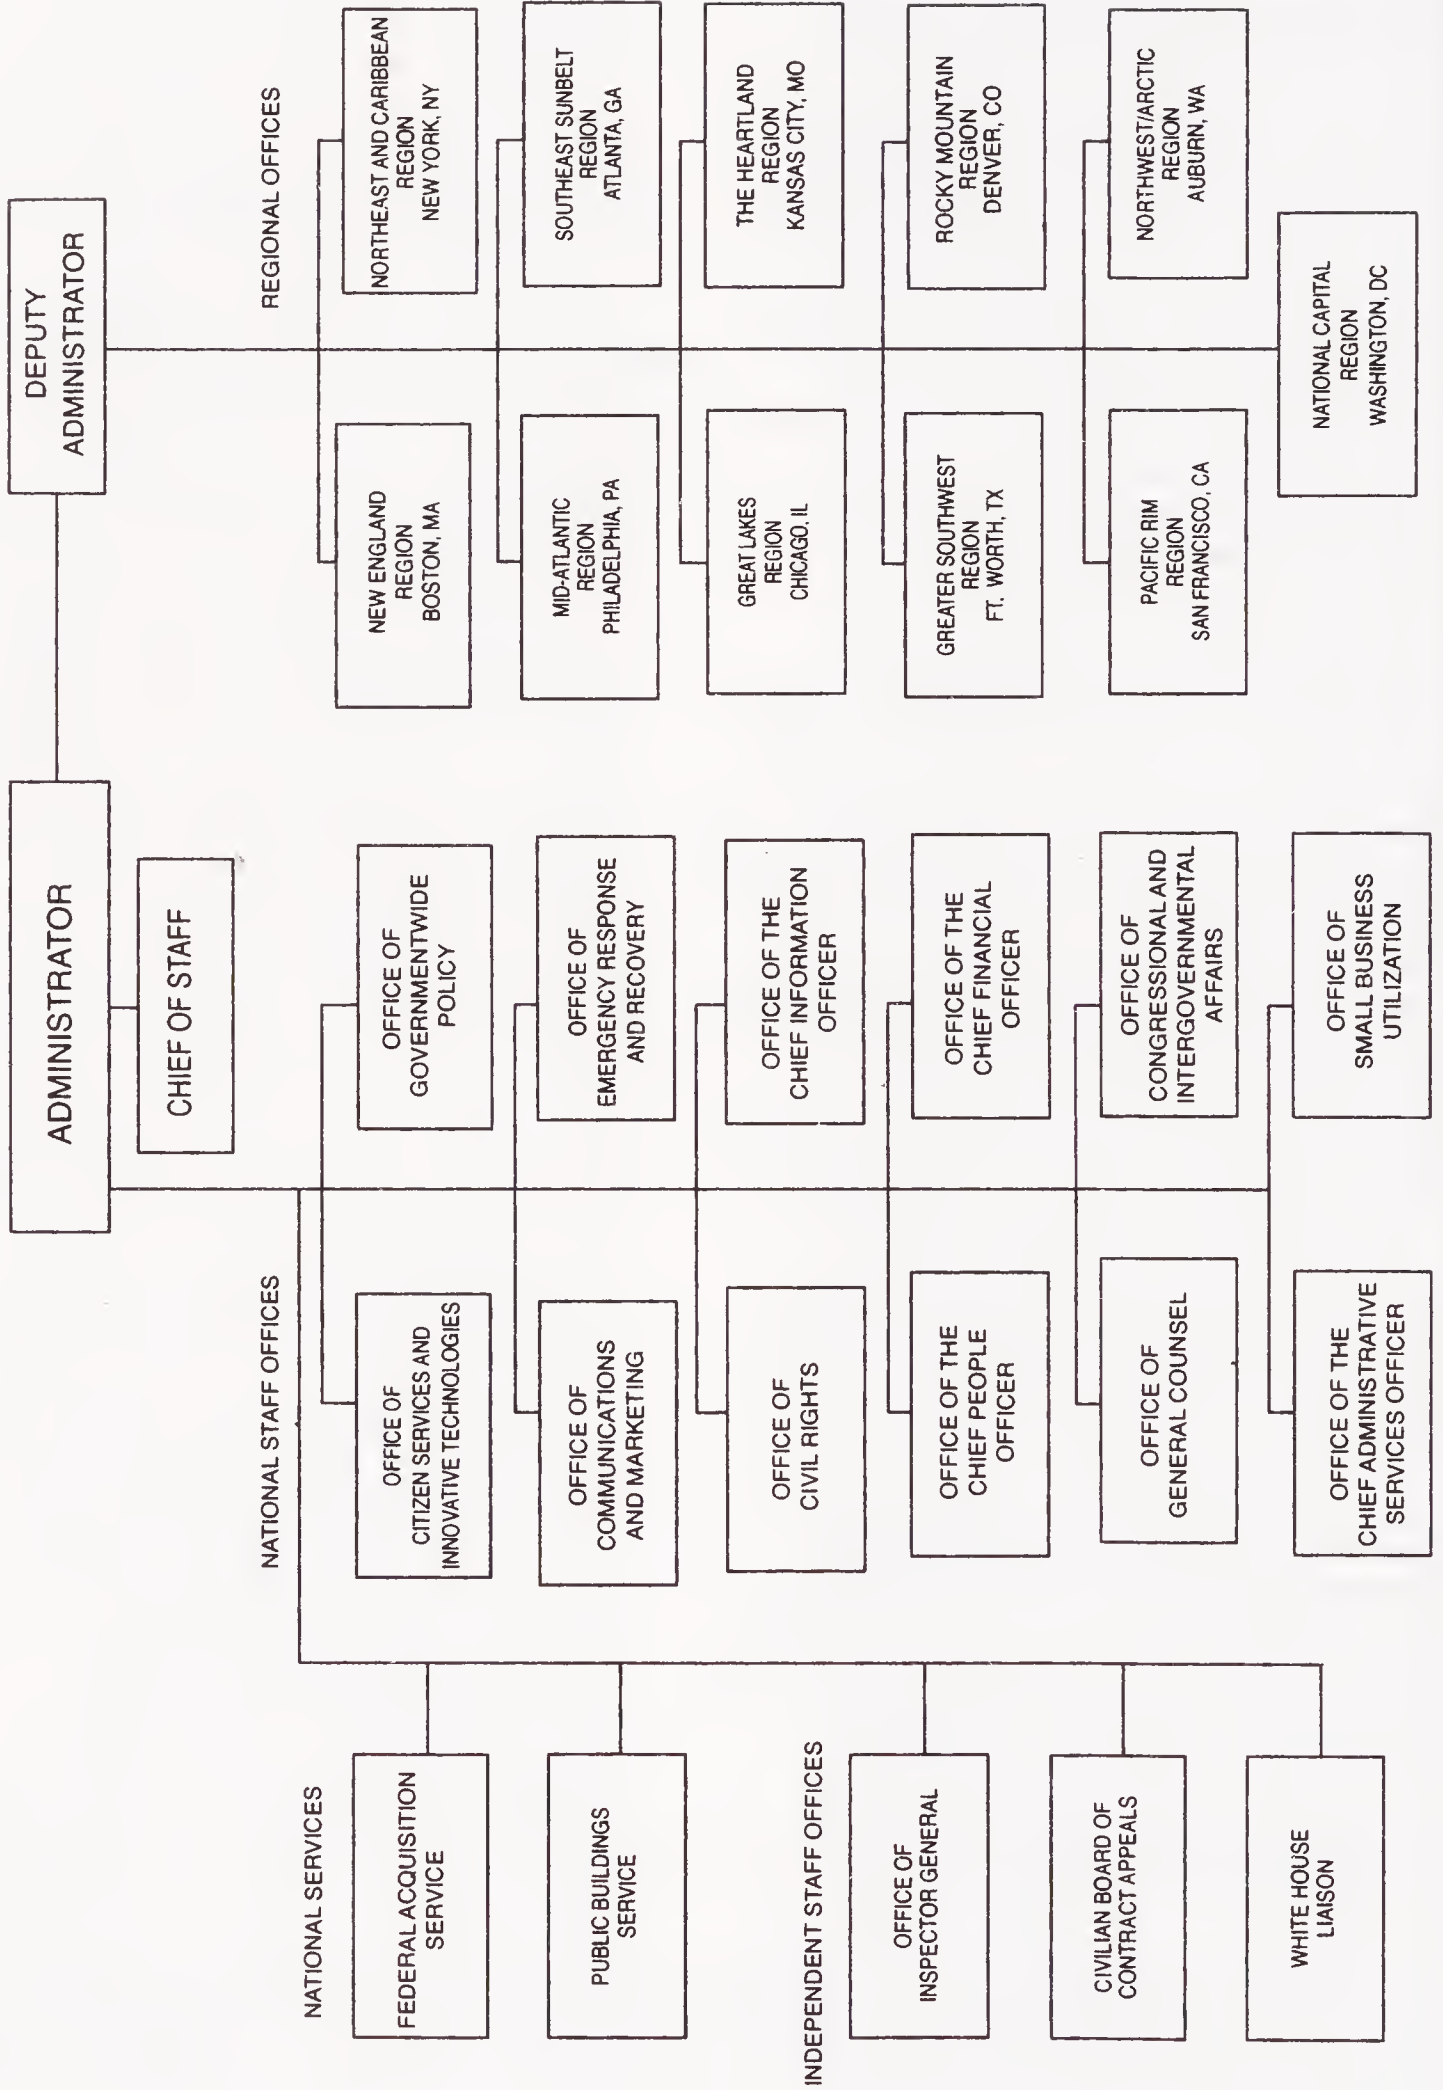 ADMINISTRATOR
DEPUTY
ADMINISTRATOR
CHIEF OF STAFF
NATIONAL SERVICES
FEDERAL ACQUISITION
SERVICE
PUBLIC BUILDINGS
SERVICE
INDEPENDENT STAFF OFFICES
OFFICE OF
INSPECTOR GENERAL
CIVILIAN BOARD OF
CONTRACT APPEALS
WHITE HOUSE
LIAISON
NATIONAL STAFF OFFICES
OFFICE OF
CITIZEN SERVICES AND
INNOVATIVE TECHNOLOGIES
OFFICE OF
GOVERNMENTWIDE
POLICY
OFFICE OF
COMMUNICATIONS
AND MARKETING
OFFICE OF
EMERGENCY RESPONSE
AND RECOVERY
OFFICE OF
CIVIL RIGHTS
OFFICE OF THE
CHIEF INFORMATION
OFFICER
OFFICE OF THE
CHIEF PEOPLE
OFFICER
OFFICE OF THE
CHIEF FINANCIAL
OFFICER
OFFICE OF
GENERAL COUNSEL
OFFICE OF
CONGRESSIONAL AND
INTERGOVERNMENTAL
AFFAIRS
OFFICE OF THE
CHIEF ADMINISTRATIVE
SERVICES OFFICER
OFFICE OF
SMALL BUSINESS
UTILIZATION
REGIONAL OFFICES
NEW ENGLAND
REGION
BOSTON, MA
NORTHEAST AND CARIBBEAN
REGION
NEW YORK, NY
MID-ATLANTIC
REGION
PHILADELPHIA, PA
SOUTHEAST SUNBELT
REGION
ATLANTA, GA
GREAT LAKES
REGION
CHICAGO, IL
THE HEARTLAND
REGION
KANSAS CITY, MO
GREATER SOUTHWEST
REGION
FT. WORTH, TX
ROCKY MOUNTAIN
REGION
DENVER, CO
PACIFIC RIM
REGION
SAN FRANCISCO, CA
NORTHWEST/ARCTIC
REGION
AUBURN, WA
NATIONAL CAPITAL
REGION
WASHINGTON, DC